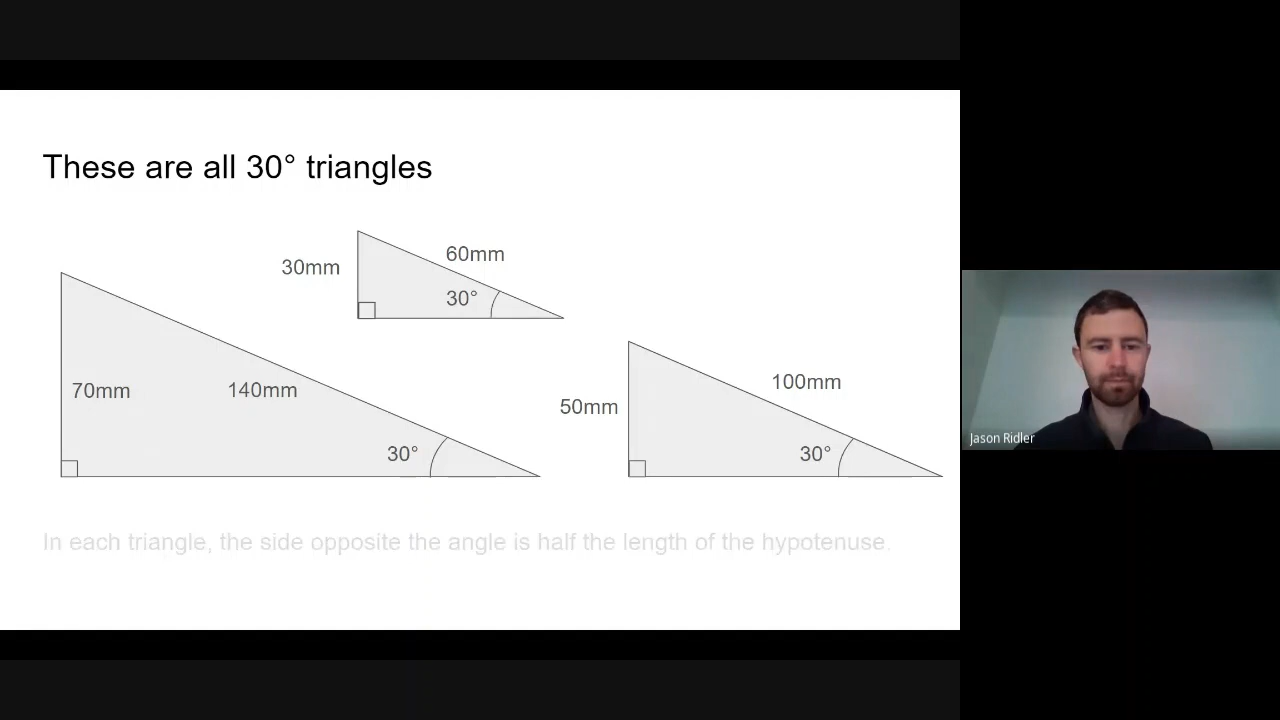 These are all 30° triangles
60mm
30mm
30°
100mm
70mm
140mm
50mm
30°
30°
Jason Ridler
In each triangle, the side opposite the angle is half the length of the hypotenuse.